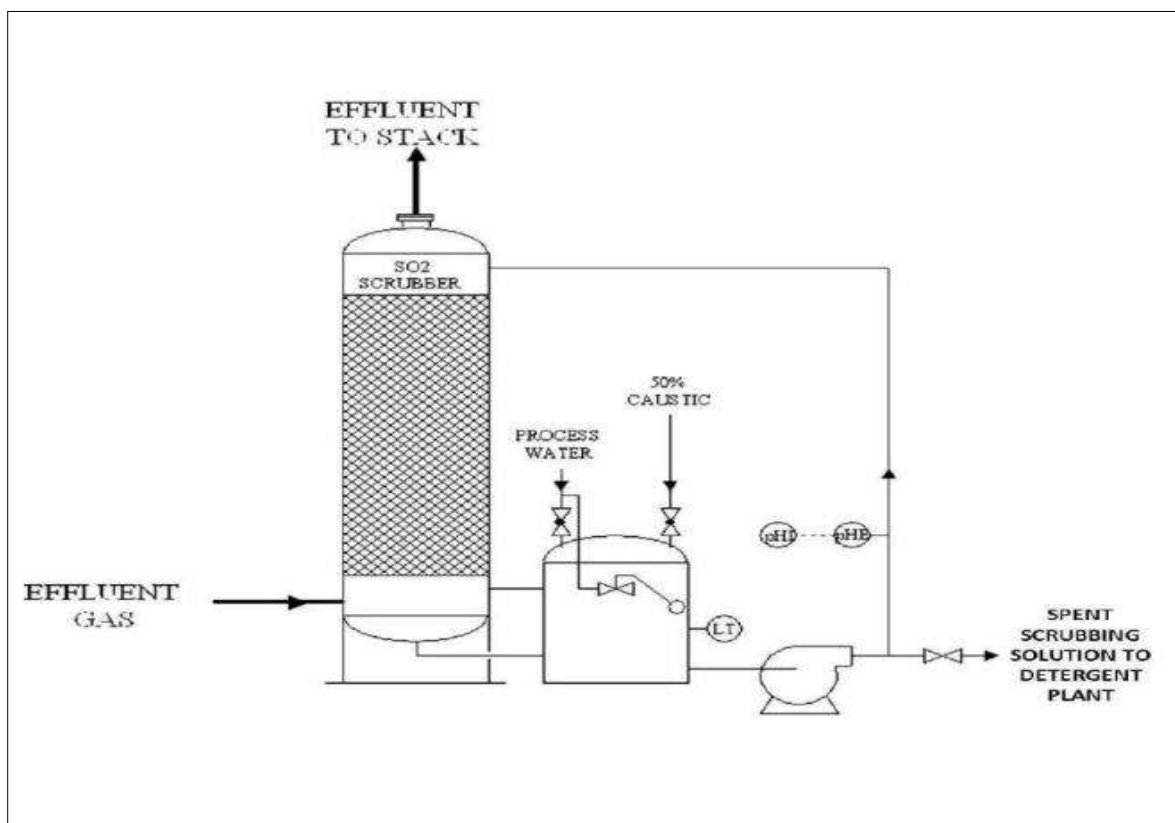 EFFLUENT
TO STACK
SO2
SCRUBBER
50%
CAUSTIC
PROCESS
WATER
pHI
pHE
EFFLUENT
GAS
LT
SPENT
SCRUBBING
SOLUTION TO
DETERGENT
PLANT